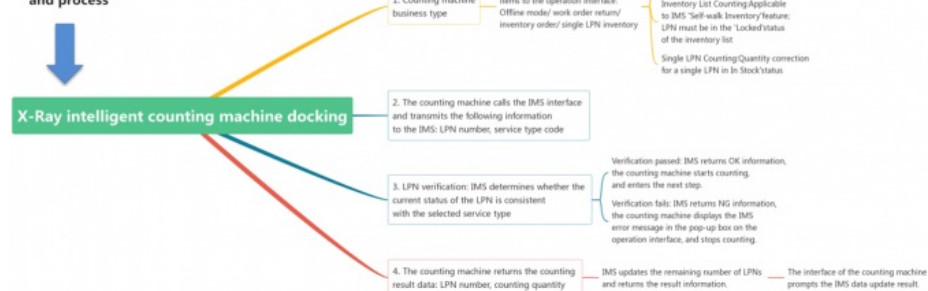 and process
X-Ray intelligent counting machine docking
1. Counting machine
business type
items to the operation interface:
Offline mode/ work order return/
inventory order/ single LPN inventory
Inventory List Counting:Applicable
to IMS 'Self-walk Inventory'feature;
LPN must be in the 'Locked'status
of the inventory list
Single LPN Counting:Quantity correction
for a single LPN in In Stock'status
2. The counting machine calls the IMS interface
and transmits the following information
to the IMS: LPN number, service type code
3. LPN verification: IMS determines whether the
current status of the LPN is consistent
with the selected service type
Verification passed: IMS returns OK information,
the counting machine starts counting,
and enters the next step.
Verification fails: IMS returns NG information,
the counting machine displays the IMS
error message in the pop-up box on the
operation interface, and stops counting.
4. The counting machine returns the counting
result data: LPN number, counting quantity
IMS updates the remaining number of LPNs
and returns the result information.
The interface of the counting machine
prompts the IMS data update result.